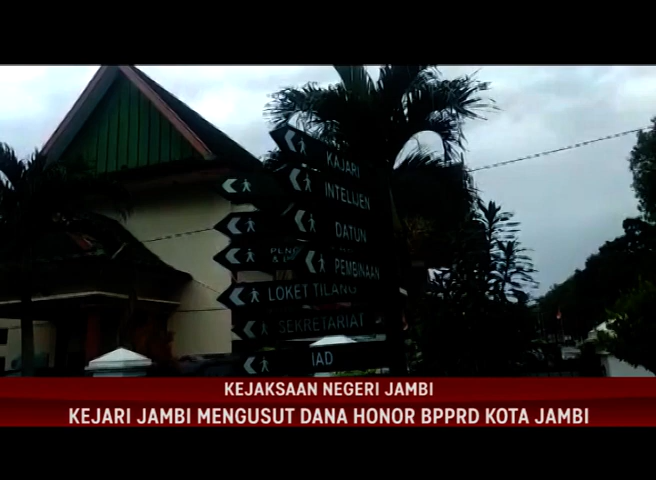 KAJARI
INTELIJEN
DATUN
PEMBINAAN
LOKET TILANG
SEKRETARIAT
IAD
KEJAKSAAN NEGERI JAMBI
KEJARI JAMBI MENGUSUT DANA HONOR BPPRD KOTA JAMBI